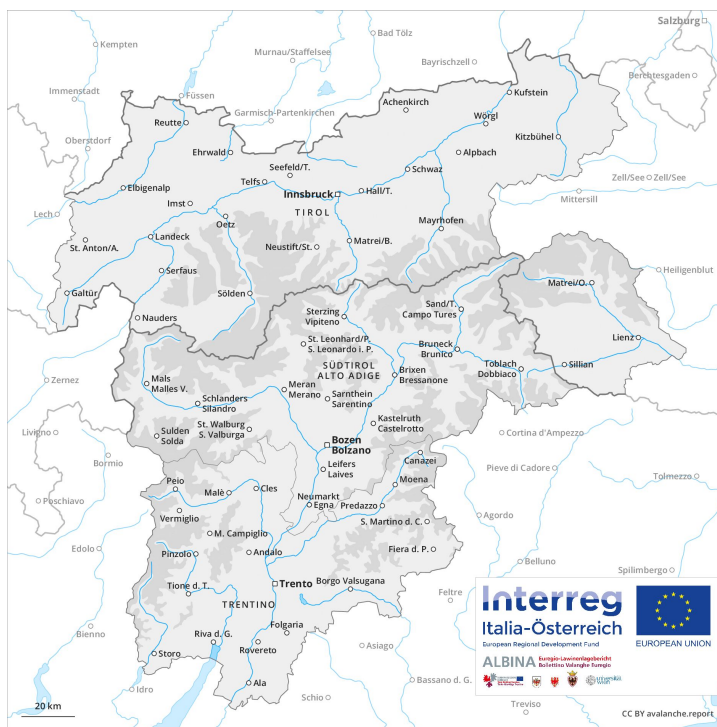 Salzburg
Kempten
Bad Tölz
Murnau/Staffelsee
Bayrischzell
Berchtesgaden
Immenstadt
Füssen
Garmisch-Partenkirchen
Achenkirch
Kufstein
Oberstdorf
Reutte
Wörgl
Ehrwald
Kitzbühel
Alpbach
Seefeld/T.
Schwaz
Telfs
Zell/See
Zell/See
Elbigenalp
Innsbruck
Hall/T.
Mittersill
Imst
Lech
TIROL
Oetz
Mayrhofen
Landeck
St. Anton/A.
Neustift/St.
Matrei/B.
Serfaus
Heiligenblut
Galtür
Sölden
Matrei/O.
Sand/T.
Campo Tures
Nauders
Sterzing
Vipiteno
Lienz
St. Leonhard/P.
S. Leonardo i. P.
Bruneck
Brunico
Toblach
Dobbiaco
Sillian
SÜDTIROL
ALTO ADIGE
Brixen
Bressanone
Zernez
Mals
Malles V.
Meran
Merano
Schlanders
Silandro
Sarnthein
Sarentino
Kastelruth
Castelrotto
St. Walburg
S. Valburga
Livigno
Sulden
Solda
Cortina d'Ampezzo
Bozen
Bolzano
Bormio
Canazei
Leifers
Laives
Pieve di Cadore
Tolmezzo
Moena
Peio
Malè
Cles
Neumarkt
Egna
Predazzo
Poschiavo
Vermiglio
S. Martino d. C.
Agordo
M. Campiglio
Edolo
Pinzolo
Andalo
Fiera d. P.
Belluno
Spilimbergo
Tione d. T.
Trento
Borgo Valsugana
Feltre
TRENTINO
Bienno
Folgaria
Riva d. G.
Rovereto
Asiago
Storo
Bassano d. G.
Idro
Ala
Schio
Treviso
20 km
Interreg
Italia-Österreich
European Regional Development Fund
EUROPEAN UNION
ALBINA
Euregio-Lawinenlagebericht
Bollettino Valanghe Euregio
universität
wien
CC BY avalanche.report